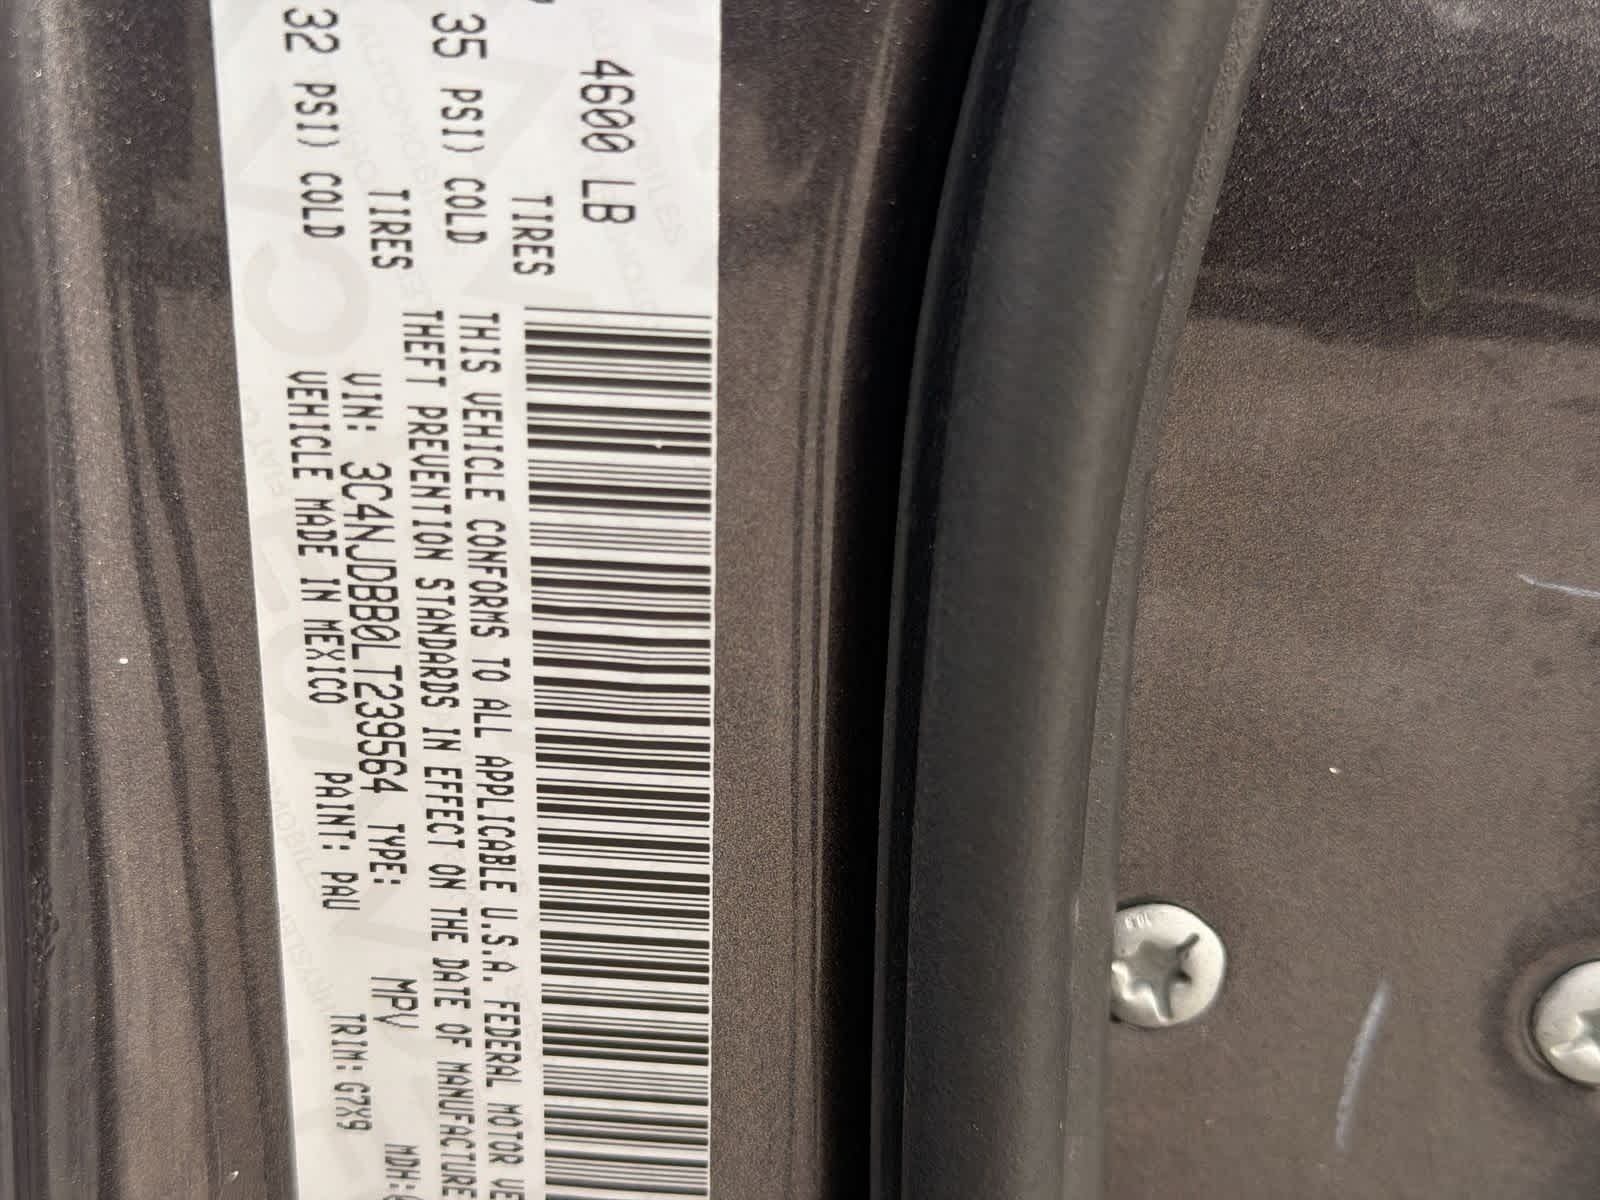 4600 LB
TIRES
35 PSI) COLD
TIRES
32 PSI) COLD
THIS VEHICLE CONFORMS TO ALL APPLICABLE U.S.A. FEDERAL MOTOR VE
THEFT PREVENTION STANDARDS IN EFFECT ON THE DATE OF MANUFACTURE
VIN: 3C4NJDBB0LT239564 TYPE: MPV MDH:
VEHICLE MADE IN MEXICO PAINT: PAU TRIM: G7X9